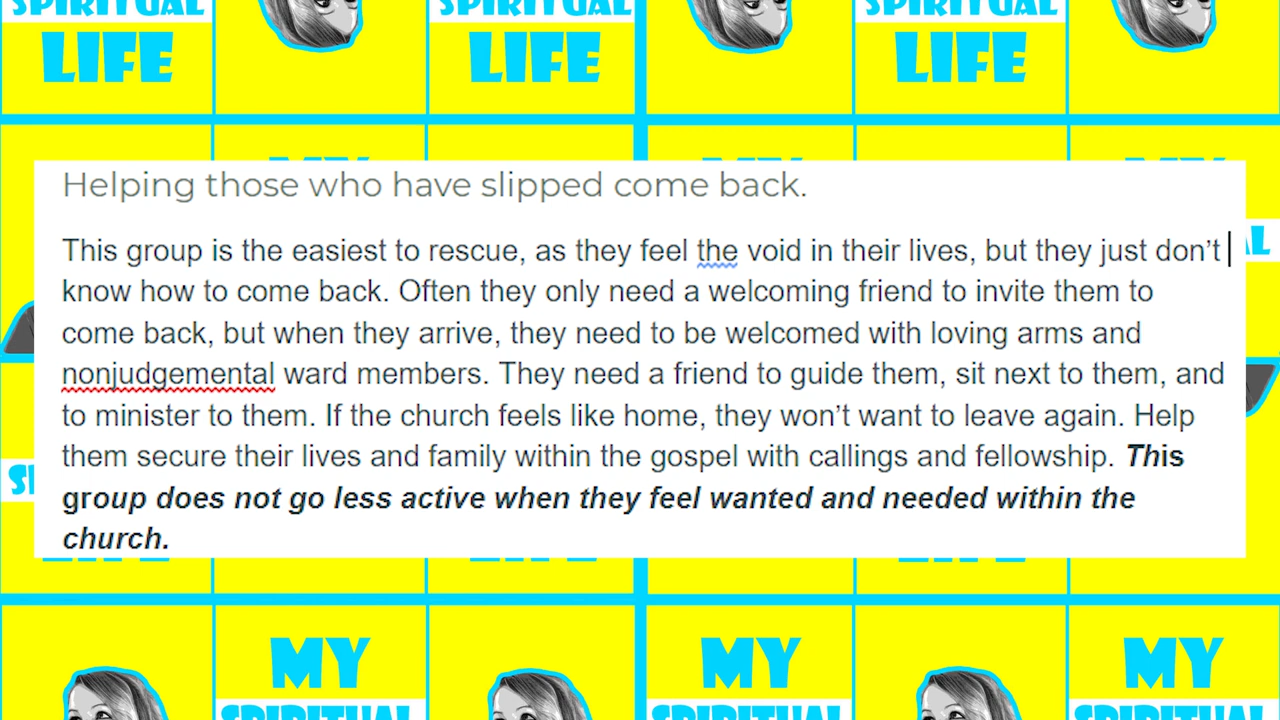 SPIRITUAL SPIRITUAL SPIRITUAL
LIFE LIFE LIFE
Helping those who have slipped come back.
This group is the easiest to rescue, as they feel the void in their lives, but they just don’t
know how to come back. Often they only need a welcoming friend to invite them to
come back, but when they arrive, they need to be welcomed with loving arms and
nonjudgemental ward members. They need a friend to guide them, sit next to them, and
to minister to them. If the church feels like home, they won’t want to leave again. Help
them secure their lives and family within the gospel with callings and fellowship. This
group does not go less active when they feel wanted and needed within the
church.
MY MY MY
SPIRITUAL SPIRITUAL SPIRITUAL